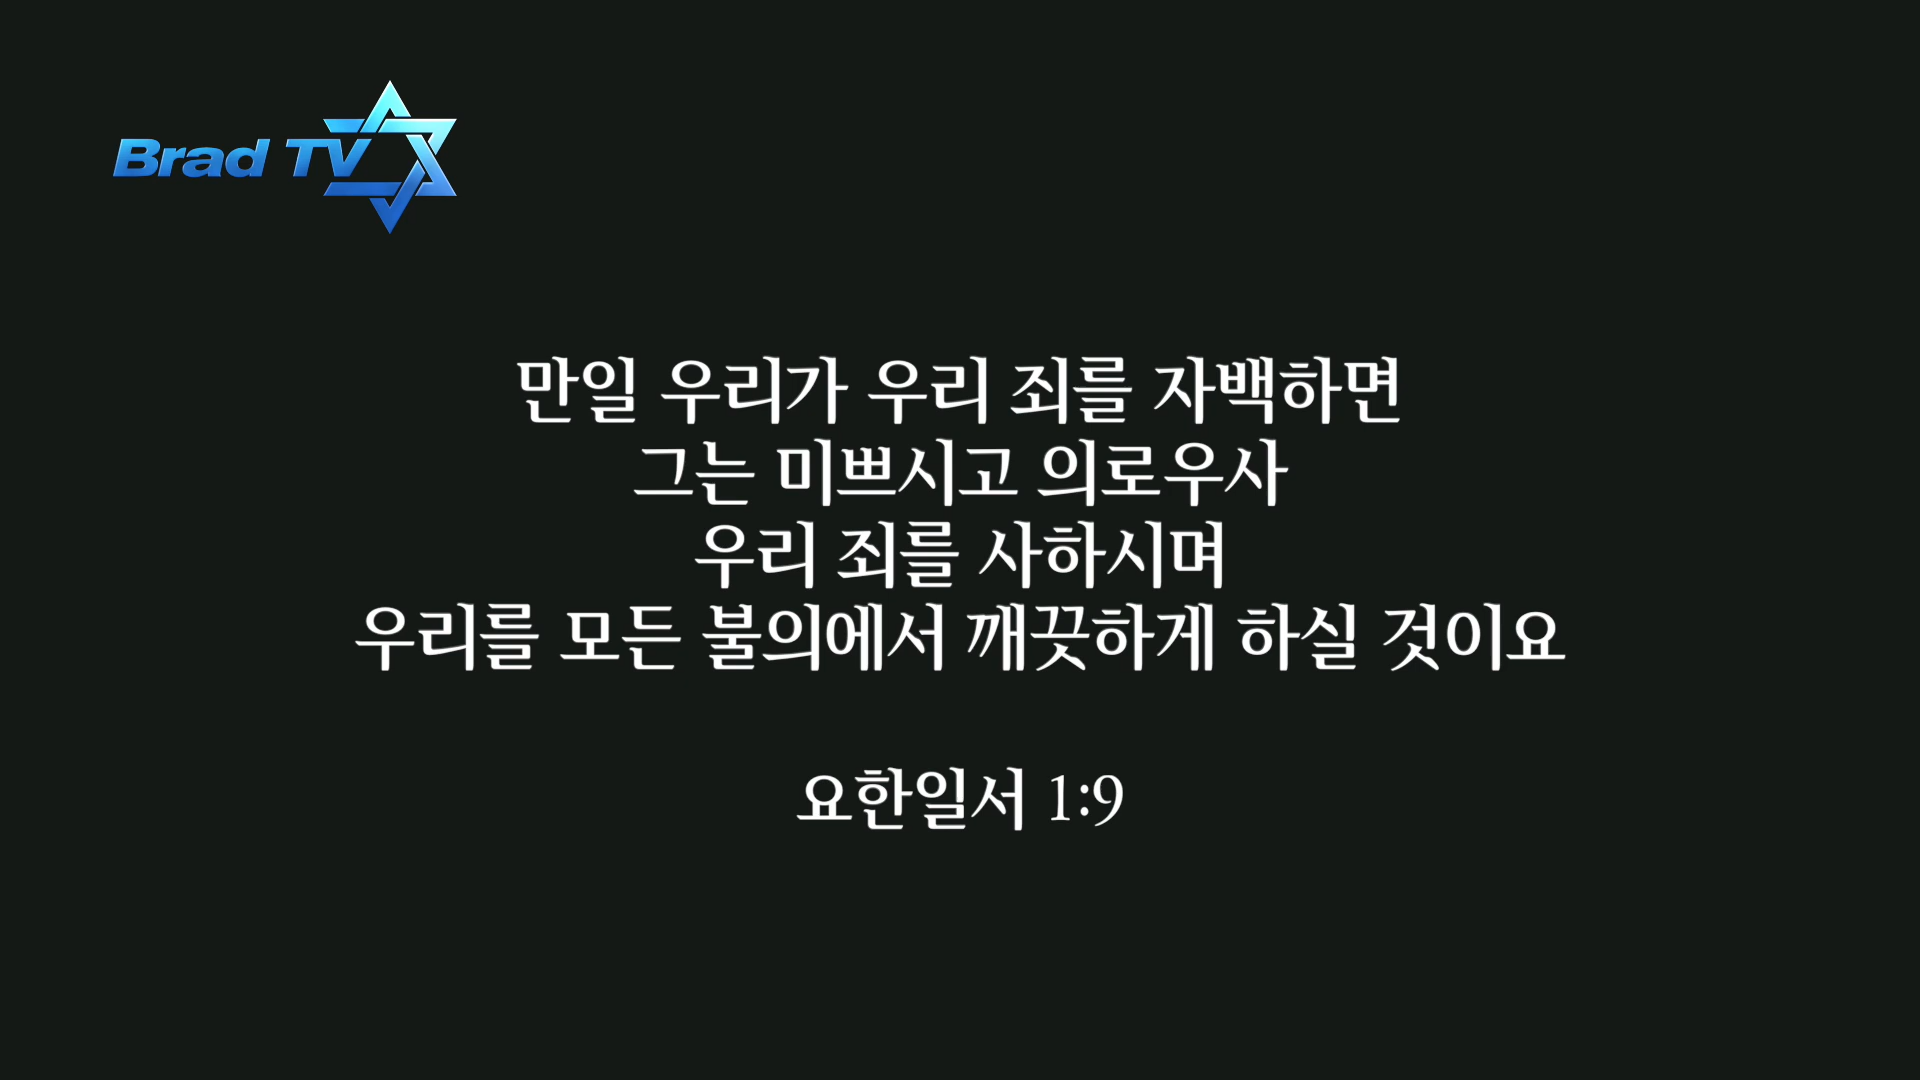 Brad TV
만일 우리가 우리 죄를 자백하면
그는 미쁘시고 의로우사
우리 죄를 사하시며
우리를 모든 불의에서 깨끗하게 하실 것이요
요한일서 1:9